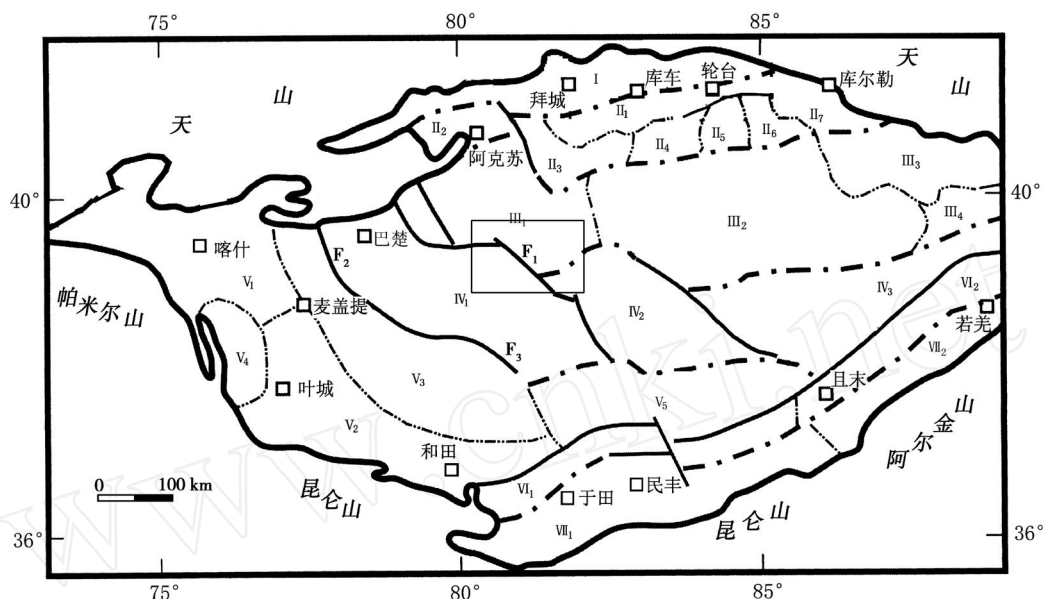 75° 80° 85°
天 山
天 山
I
拜城 库车 轮台 库尔勒
II₁ II₂ II₃ II₄ II₅ II₆ II₇
阿克苏
III₁ III₂ III₃ III₄
40° 40°
喀什
巴楚
F₁
F₂
F₃
V₁
麦盖提
IV₁ IV₂ IV₃
VI₂
若羌
VII₂
帕米尔山
V₄
叶城
V₃
V₂
V₅
且末
和田
VI₁
于田
民丰
VII₁
昆仑山
昆仑山
阿尔金山
0 100 km
36° 36°
75° 80° 85°
www.cnki.net